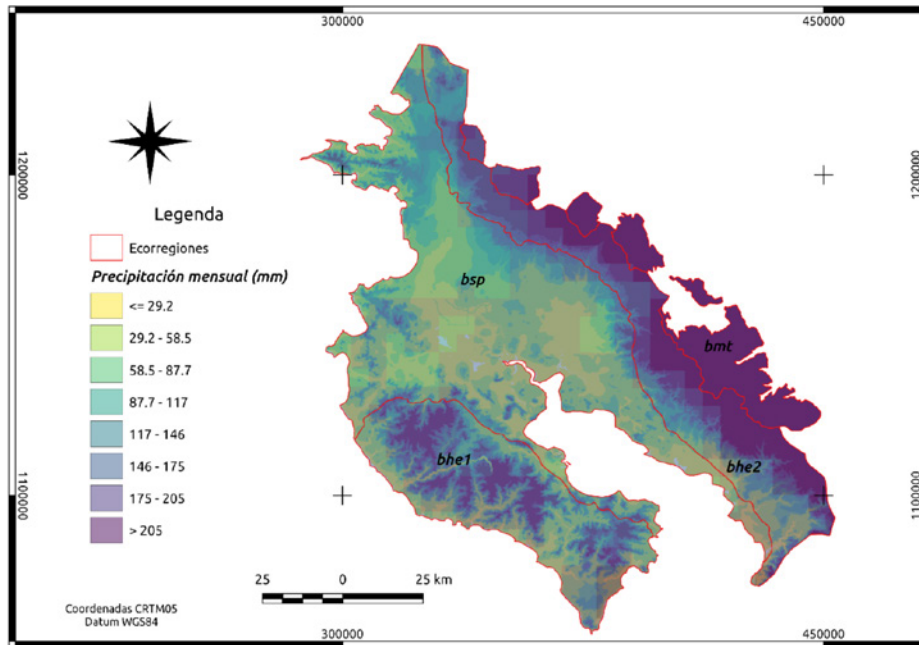 300000
450000
1200000
1200000
Legenda
Ecorregiones
Precipitación mensual (mm)
<= 29.2
29.2 - 58.5
58.5 - 87.7
87.7 - 117
117 - 146
146 - 175
175 - 205
> 205
bsp
bmt
bhe1
bhe2
1100000
1100000
25 0 25 km
Coordenadas CRTM05
Datum WGS84
300000
450000